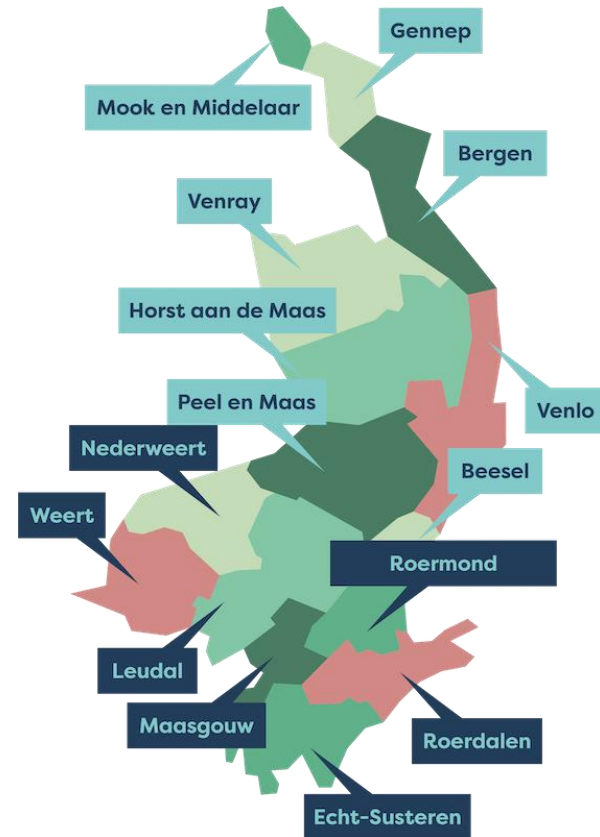 Gennep
Mook en Middelaar
Bergen
Venray
Horst aan de Maas
Peel en Maas
Venlo
Nederweert
Beesel
Weert
Roermond
Leudal
Maasgouw
Roerdalen
Echt-Susteren